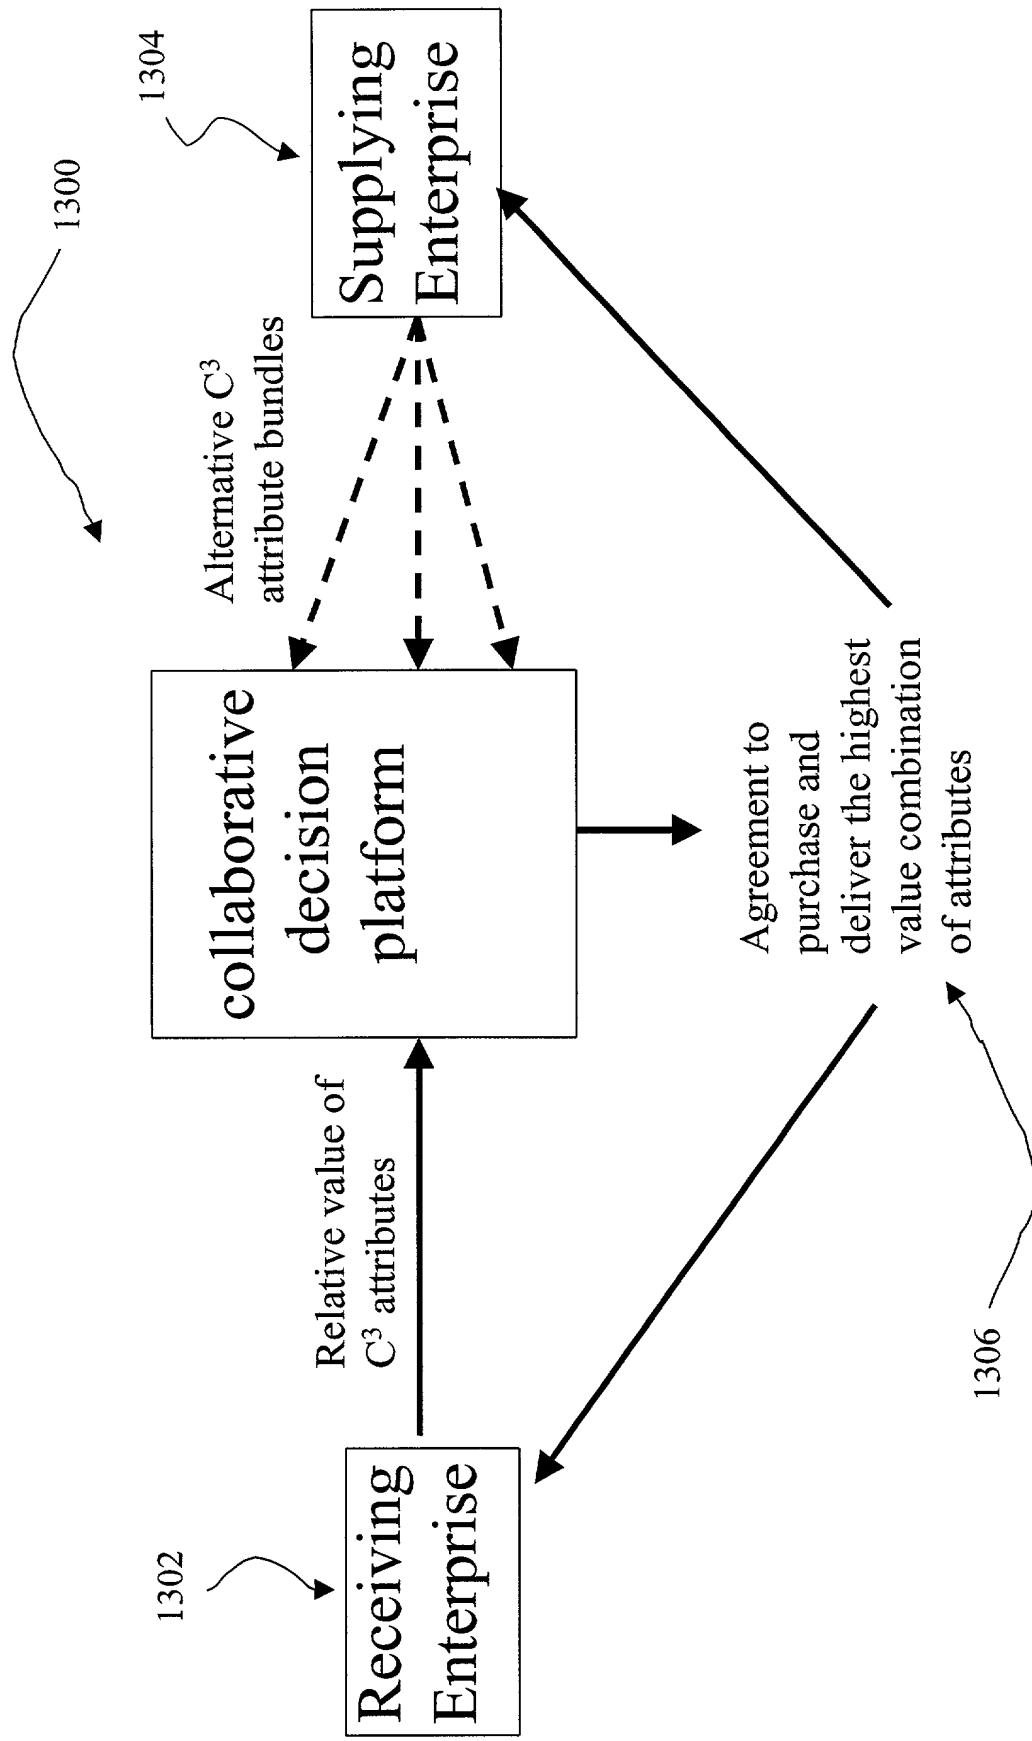 1300
1302
1304
Receiving
Enterprise
Relative value of
C³ attributes
collaborative
decision
platform
Alternative C³
attribute bundles
Supplying
Enterprise
Agreement to
purchase and
deliver the highest
value combination
of attributes
1306